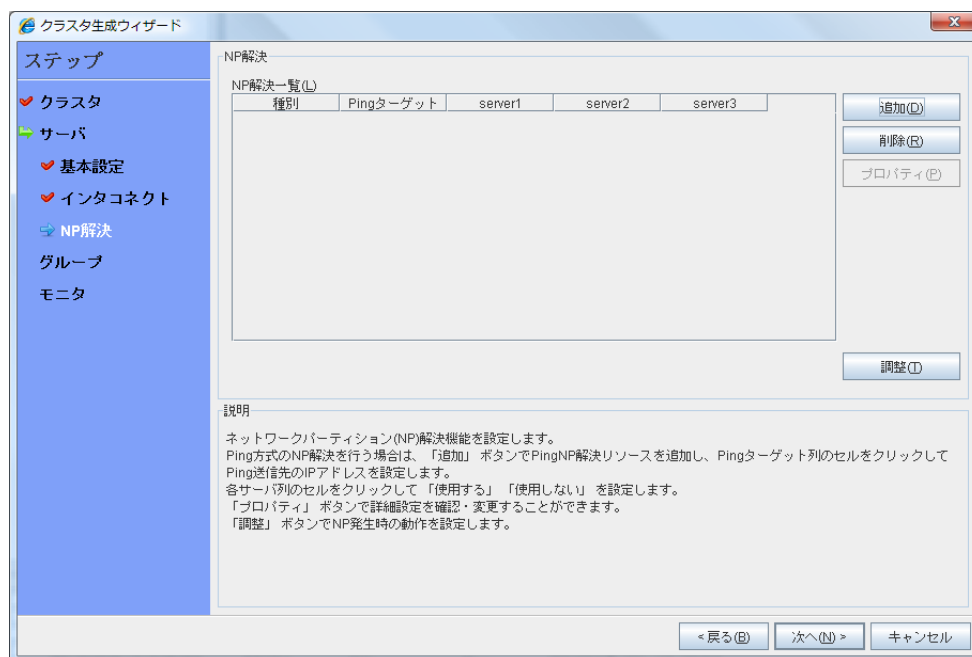 クラスタ生成ウィザード
ステップ
クラスタ
サーバ
基本設定
インタコネクト
NP解決
グループ
モニタ
NP解決
NP解決一覧(L)
種別 Pingターゲット server1 server2 server3
追加(D)
削除(R)
プロパティ(P)
調整(T)
説明
ネットワークパーティション(NP)解決機能を設定します。
Ping方式のNP解決を行う場合は、「追加」ボタンでPingNP解決リソースを追加し、Pingターゲット列のセルをクリックして
Ping送信先のIPアドレスを設定します。
各サーバ列のセルをクリックして「使用する」「使用しない」を設定します。
「プロパティ」ボタンで詳細設定を確認・変更することができます。
「調整」ボタンでNP発生時の動作を設定します。
<戻る(B) 次へ(N)> キャンセル